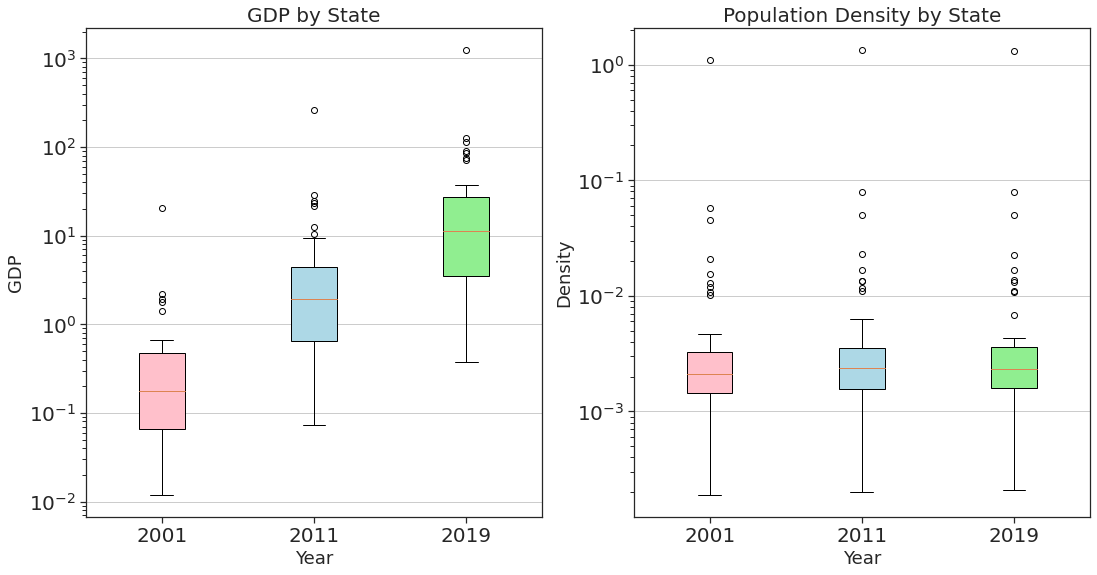 GDP by State
GDP
10³
10²
10¹
10⁰
10⁻¹
10⁻²
2001 2011 2019
Year
Population Density by State
Density
10⁰
10⁻¹
10⁻²
10⁻³
2001 2011 2019
Year